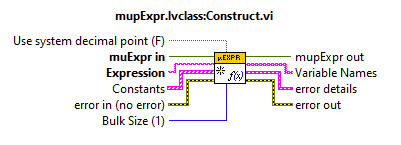 mupExpr.lvclass:Construct.vi
Use system decimal point (F)
muExpr in
Expression
Constants
error in (no error)
Bulk Size (1)
µEXPR
f(x)
mupExpr out
Variable Names
error details
error out